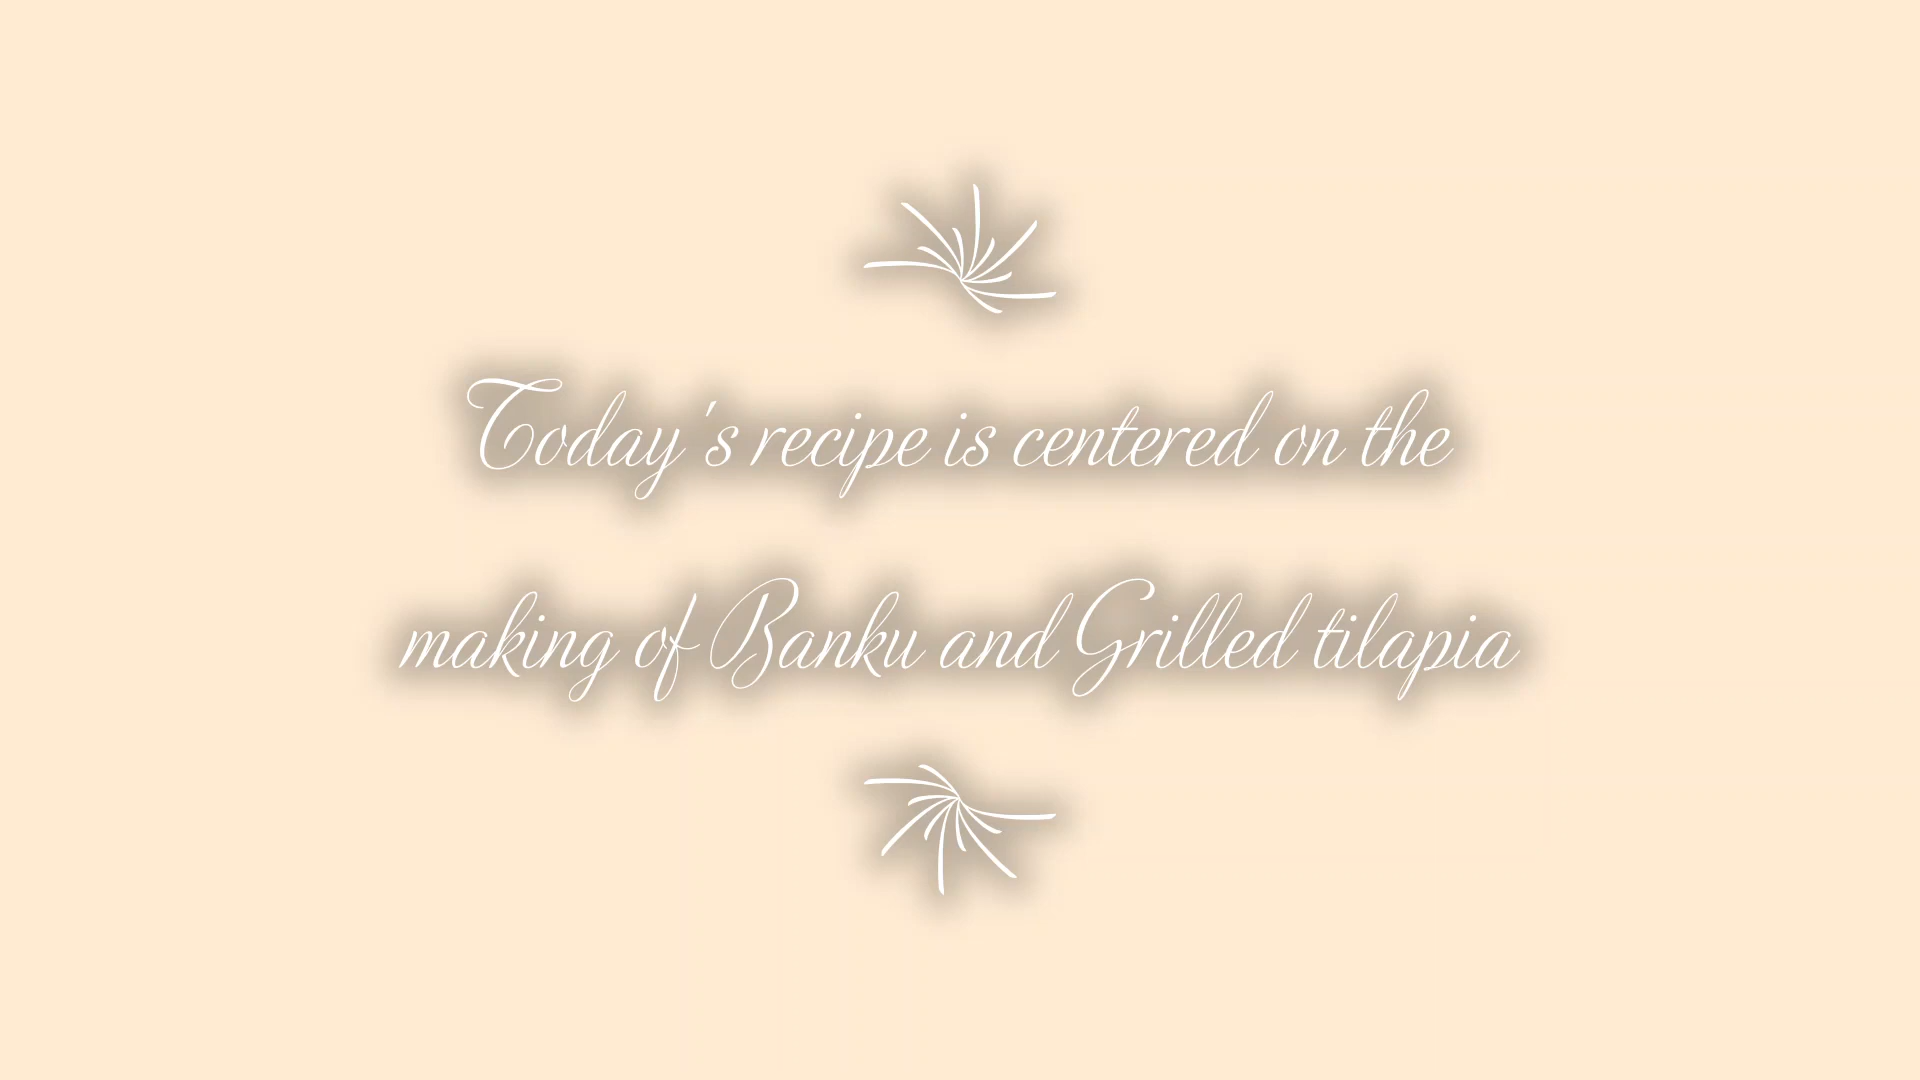 Today's recipe is centered on the
making of Banku and Grilled tilapia